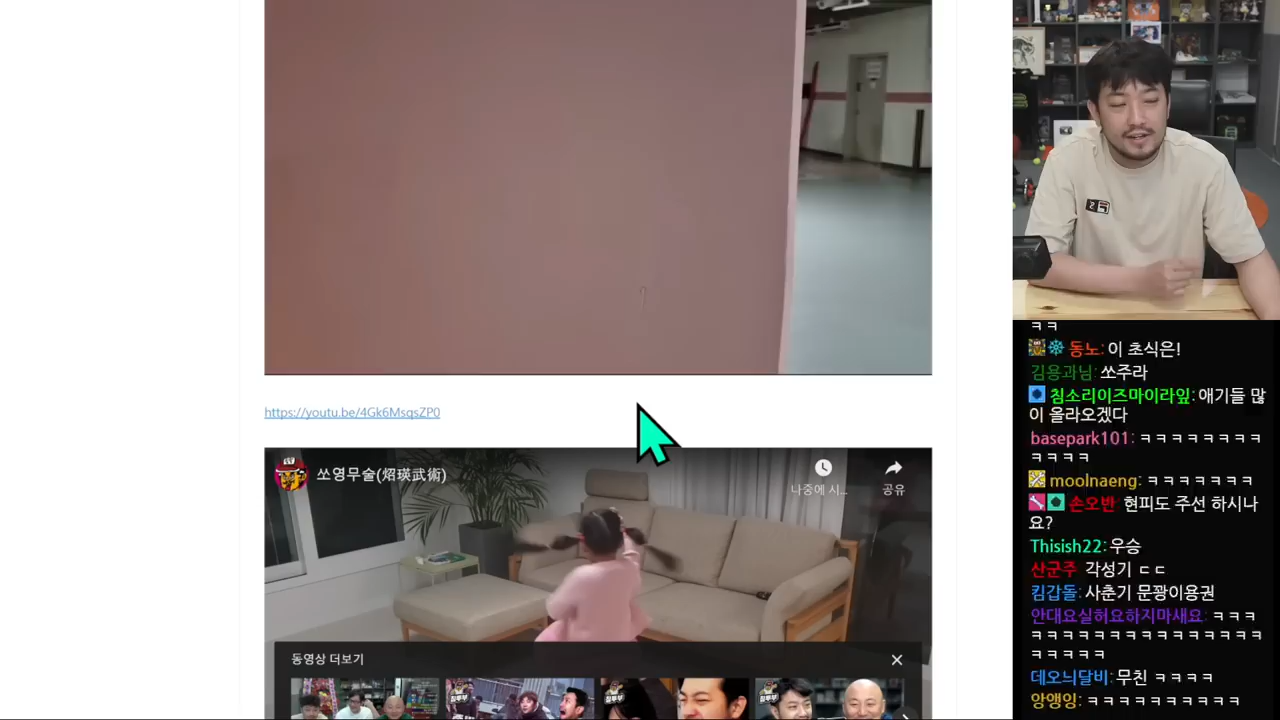 https://youtu.be/4Gk6MsqsZP0
쏘영무술(炤瑛武術)
나중에 시...
공유
동영상 더보기
ㅋㅋ
동노: 이 초식은!
김용과님: 쏘주라
침소리이즈마이라잎: 애기들 많
이 올라오겠다
basepark101: ㅋㅋㅋㅋㅋㅋㅋㅋ
ㅋㅋㅋㅋ
moolnaeng: ㅋㅋㅋㅋㅋㅋㅋ
손오반: 현피도 주선 하시나
요?
Thisish22: 우승
산군주: 각성기 ㄷㄷ
킴갑돌: 사춘기 문꽝이용권
안대요실허요하지마세요: ㅋㅋㅋ
ㅋㅋㅋㅋㅋㅋㅋㅋㅋㅋㅋㅋㅋㅋㅋ
ㅋㅋㅋㅋㅋ
데오늬달비: 무친 ㅋㅋㅋㅋ
앙앵잉: ㅋㅋㅋㅋㅋㅋㅋㅋㅋㅋ